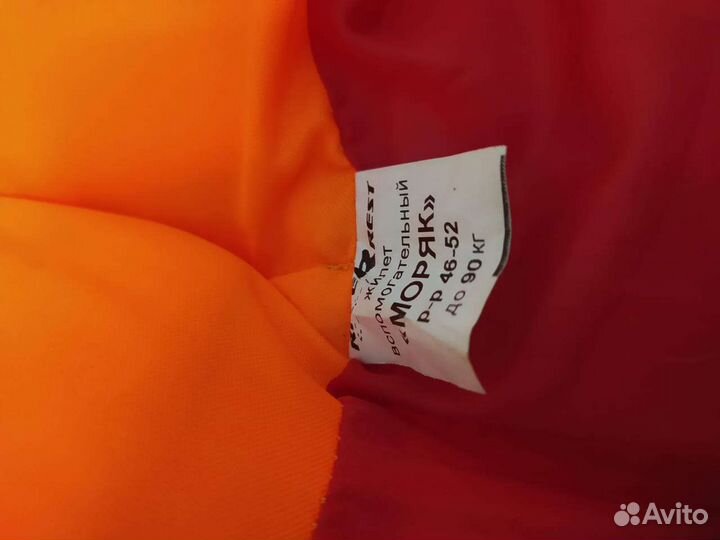 REST
жилет
вспомогательный
«МОРЯК»
р-р 46-52
до 90 кг
Avito